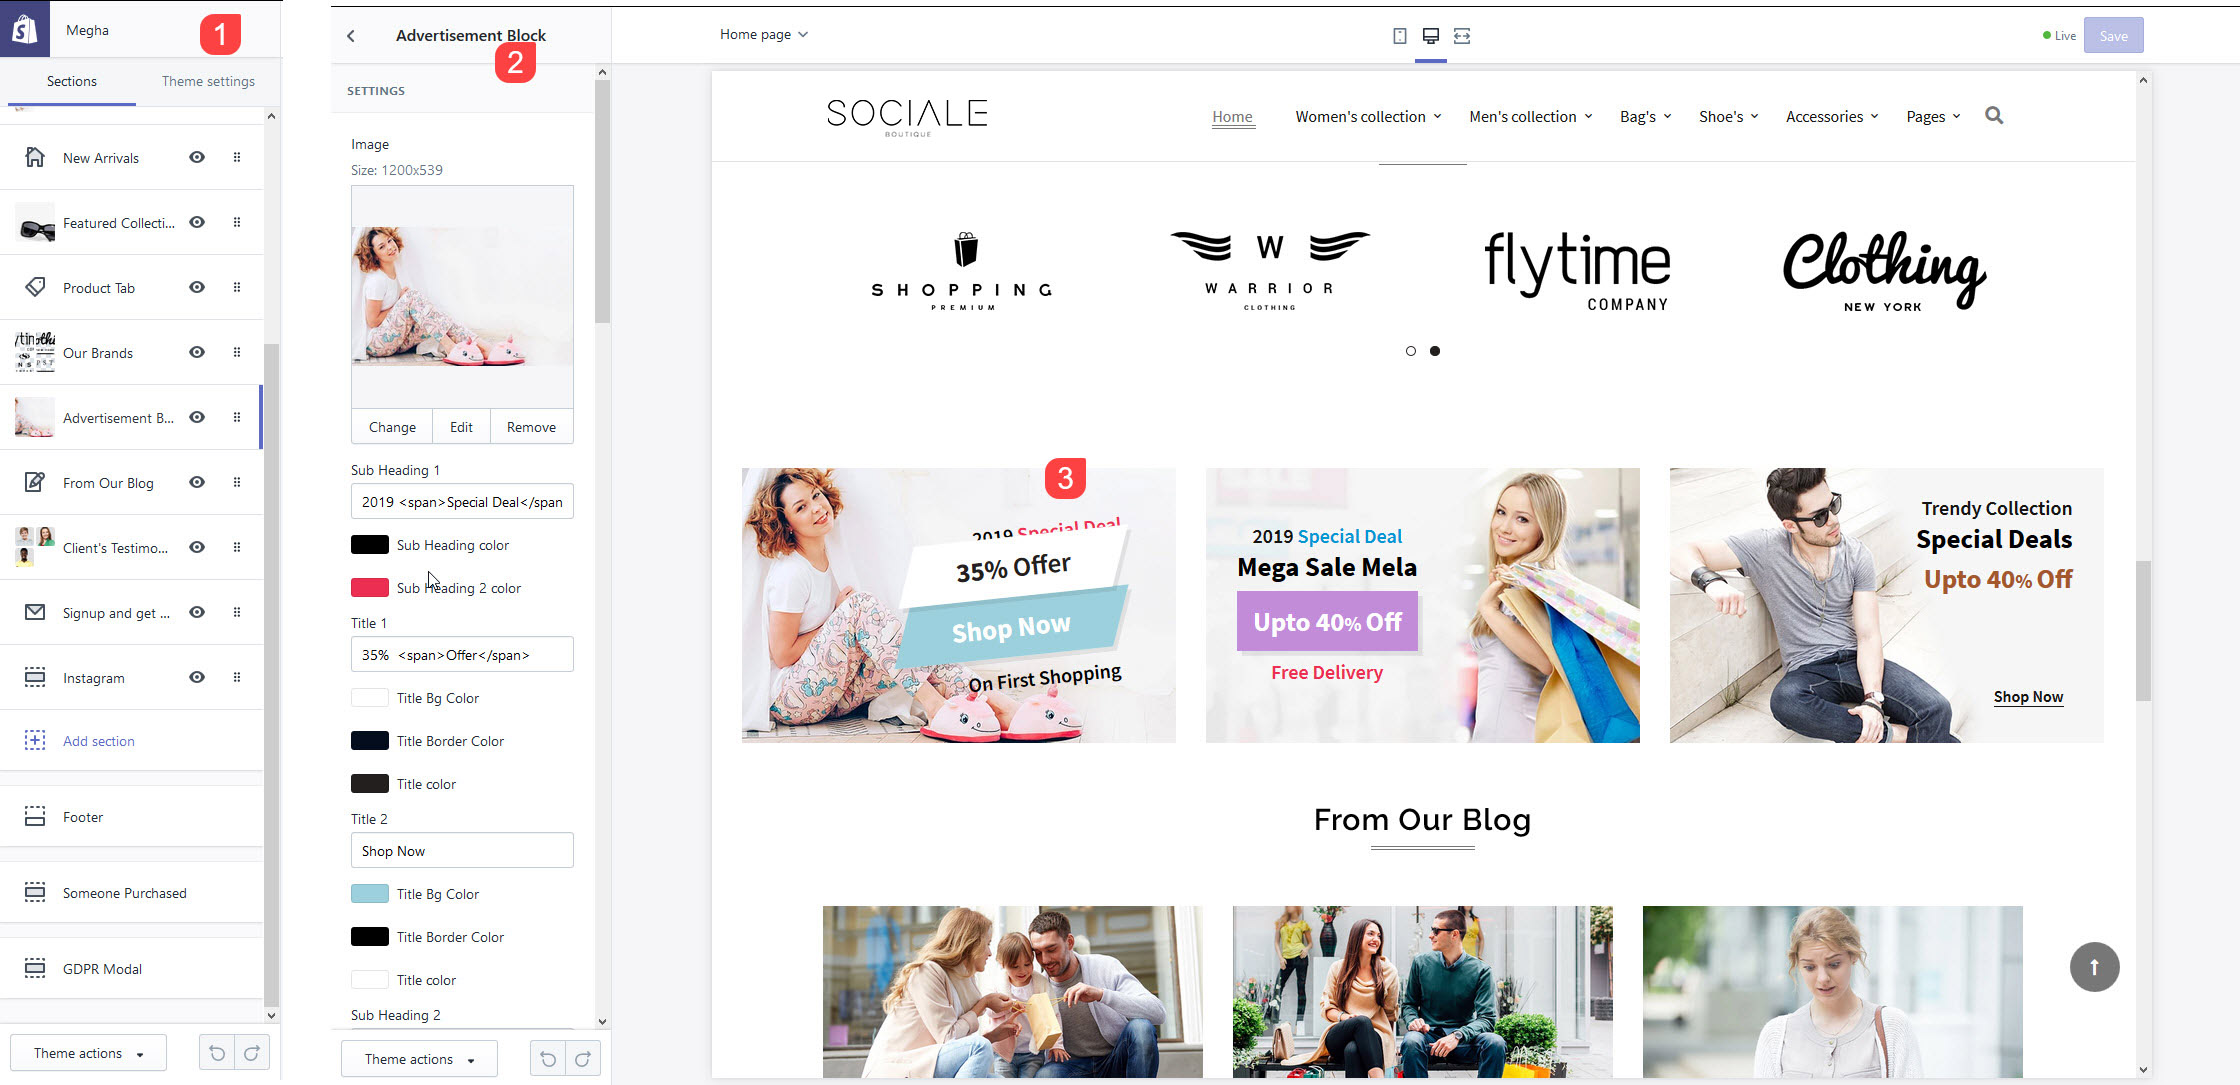 Megha
1
Sections
Theme settings
New Arrivals
Featured Collecti...
Product Tab
Our Brands
Advertisement B...
From Our Blog
Client's Testimo...
Signup and get ...
Instagram
Add section
Footer
Someone Purchased
GDPR Modal
Theme actions
Advertisement Block
2
SETTINGS
Image
Size: 1200x539
Change
Edit
Remove
Sub Heading 1
2019 <span>Special Deal</span
Sub Heading color
Sub Heading 2 color
Title 1
35% <span>Offer</span>
Title Bg Color
Title Border Color
Title color
Title 2
Shop Now
Title Bg Color
Title Border Color
Title color
Sub Heading 2
Theme actions
Home page
Live
Save
SOCIALE
BOUTIQUE
Home
Women's collection
Men's collection
Bag's
Shoe's
Accessories
Pages
SHOPPING
PREMIUM
W
WARRIOR
CLOTHING
flytime
COMPANY
Clothing
NEW YORK
3
2019 Special Deal
35% Offer
Shop Now
On First Shopping
2019 Special Deal
Mega Sale Mela
Upto 40% Off
Free Delivery
Trendy Collection
Special Deals
Upto 40% Off
Shop Now
From Our Blog